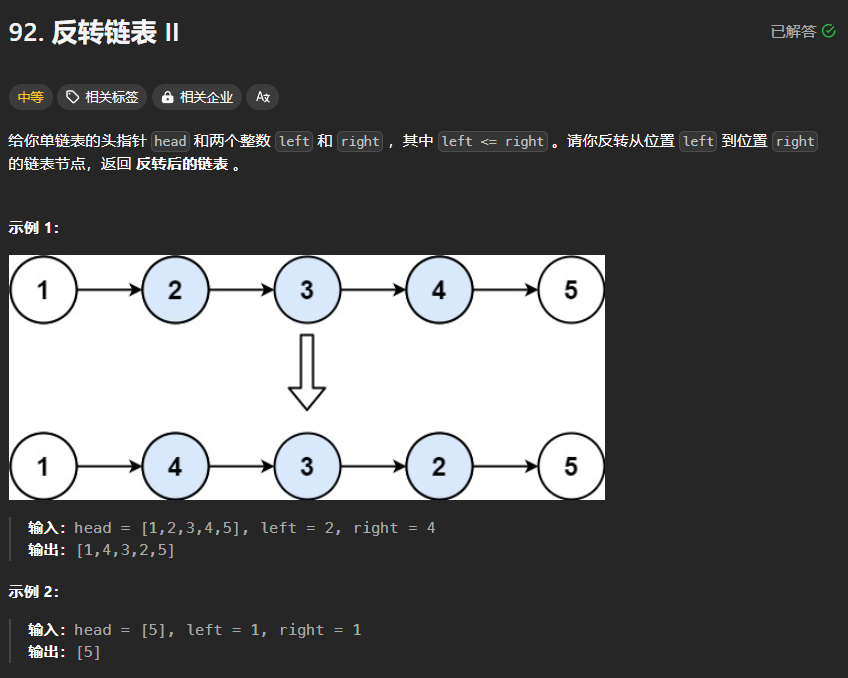 92. 反转链表 II
已解答
中等 相关标签 相关企业 A文
给你单链表的头指针 head 和两个整数 left 和 right ，其中 left <= right 。请你反转从位置 left 到位置 right
的链表节点，返回 反转后的链表 。
示例 1：
1 2 3 4 5
1 4 3 2 5
输入：head = [1,2,3,4,5], left = 2, right = 4
输出：[1,4,3,2,5]
示例 2：
输入：head = [5], left = 1, right = 1
输出：[5]